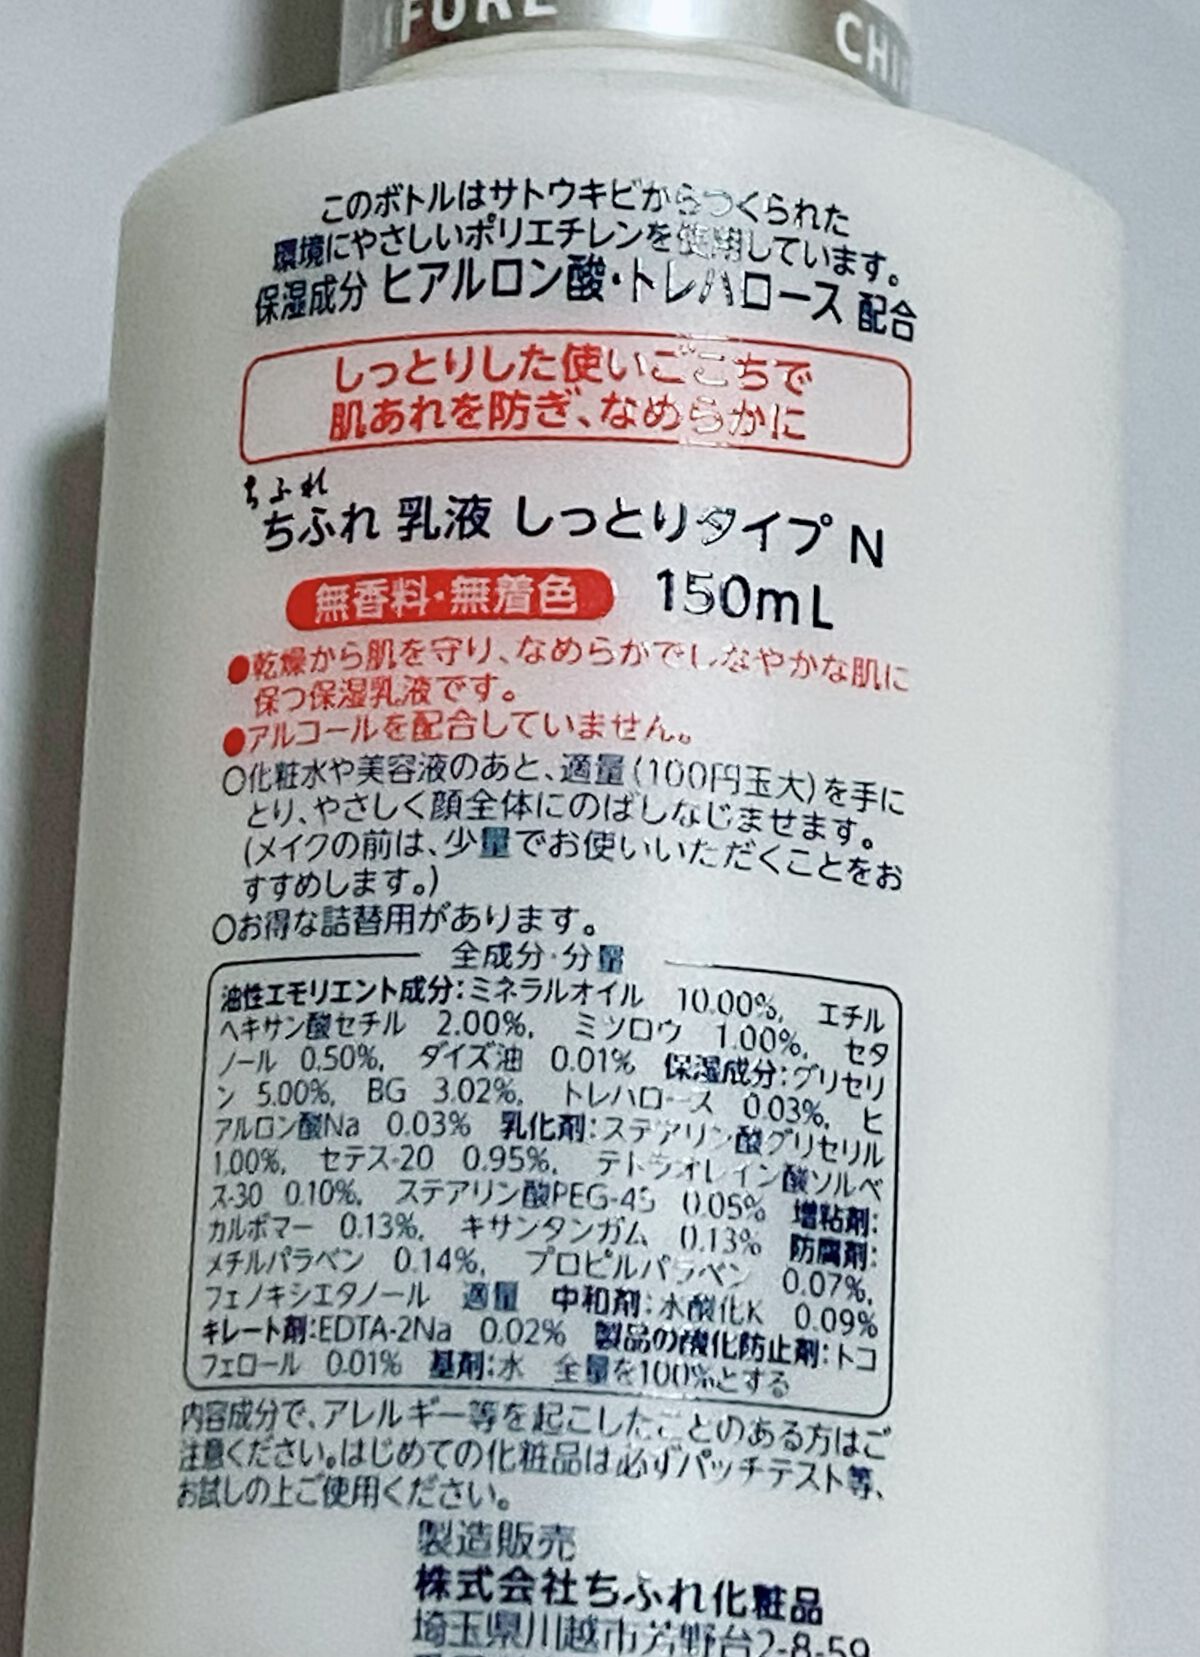 IFURE
CHI
このボトルはサトウキビからつくられた
環境にやさしいポリエチレンを使用しています。
保湿成分 ヒアルロン酸・トレハロース 配合
しっとりした使いごこちで
肌あれを防ぎ、なめらかに
ちふれ
ちふれ 乳液 しっとりタイプ N
無香料・無着色 150mL
●乾燥から肌を守り、なめらかでしなやかな肌に
保つ保湿乳液です。
●アルコールを配合していません。
○化粧水や美容液のあと、適量(100円玉大)を手に
とり、やさしく顔全体にのばしなじませます。
(メイクの前は、少量でお使いいただくことをお
すすめします。)
○お得な詰替用があります。
全成分・分量
油性エモリエント成分:ミネラルオイル 10.00%, エチル
ヘキサン酸セチル 2.00%, ミツロウ 1.00%, セタ
ノール 0.50%, ダイズ油 0.01% 保湿成分:グリセリ
ン 5.00%, BG 3.02%, トレハロース 0.03%, ヒ
アルロン酸Na 0.03% 乳化剤:ステアリン酸グリセリル
1.00%, セテス-20 0.95%, テトラオレイン酸ソルベ
ス-30 0.10%, ステアリン酸PEG-45 0.05% 増粘剤:
カルボマー 0.13%, キサンタンガム 0.13% 防腐剤:
メチルパラベン 0.14%, プロピルパラベン 0.07%,
フェノキシエタノール 適量 中和剤:水酸化K 0.09%
キレート剤:EDTA-2Na 0.02% 製品の酸化防止剤:トコ
フェロール 0.01% 基剤:水 全量を100%とする
内容成分で、アレルギー等を起こしたことのある方はご
注意ください。はじめての化粧品は必ずパッチテスト等、
お試しの上ご使用ください。
製造販売
株式会社ちふれ化粧品
埼玉県川越市芳野台2-8-59